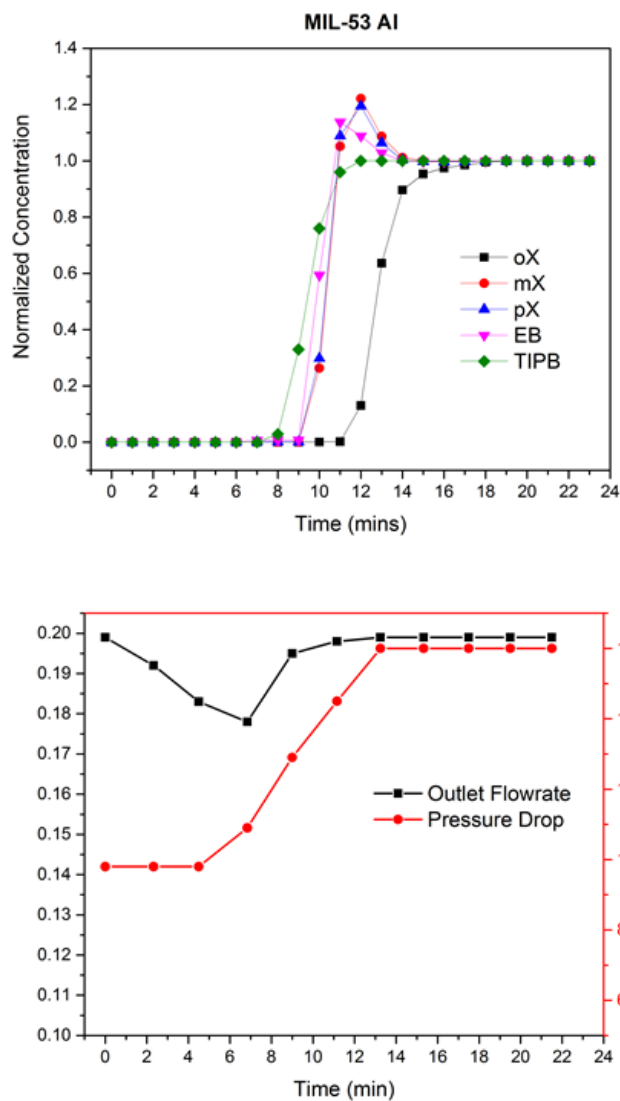 MIL-53 Al
1.4
1.2
1.0
0.8
0.6
0.4
0.2
0.0
Normalized Concentration
oX
mX
pX
EB
TIPB
0 2 4 6 8 10 12 14 16 18 20 22 24
Time (mins)
0.20
0.19
0.18
0.17
0.16
0.15
0.14
0.13
0.12
0.11
0.10
Outlet Flowrate
Pressure Drop
8
6
0 2 4 6 8 10 12 14 16 18 20 22 24
Time (min)